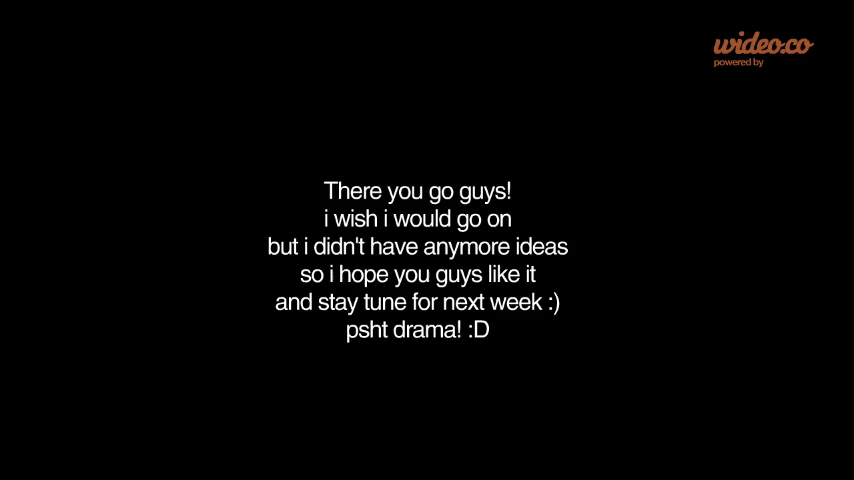 wideo.co
powered by
There you go guys!
i wish i would go on
but i didn't have anymore ideas
so i hope you guys like it
and stay tune for next week :)
psht drama! :D